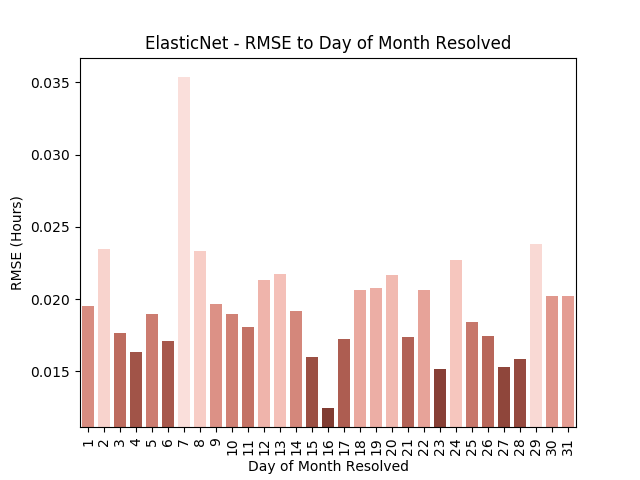 ElasticNet - RMSE to Day of Month Resolved
0.035
0.030
0.025
0.020
0.015
RMSE (Hours)
1 2 3 4 5 6 7 8 9 10 11 12 13 14 15 16 17 18 19 20 21 22 23 24 25 26 27 28 29 30 31
Day of Month Resolved